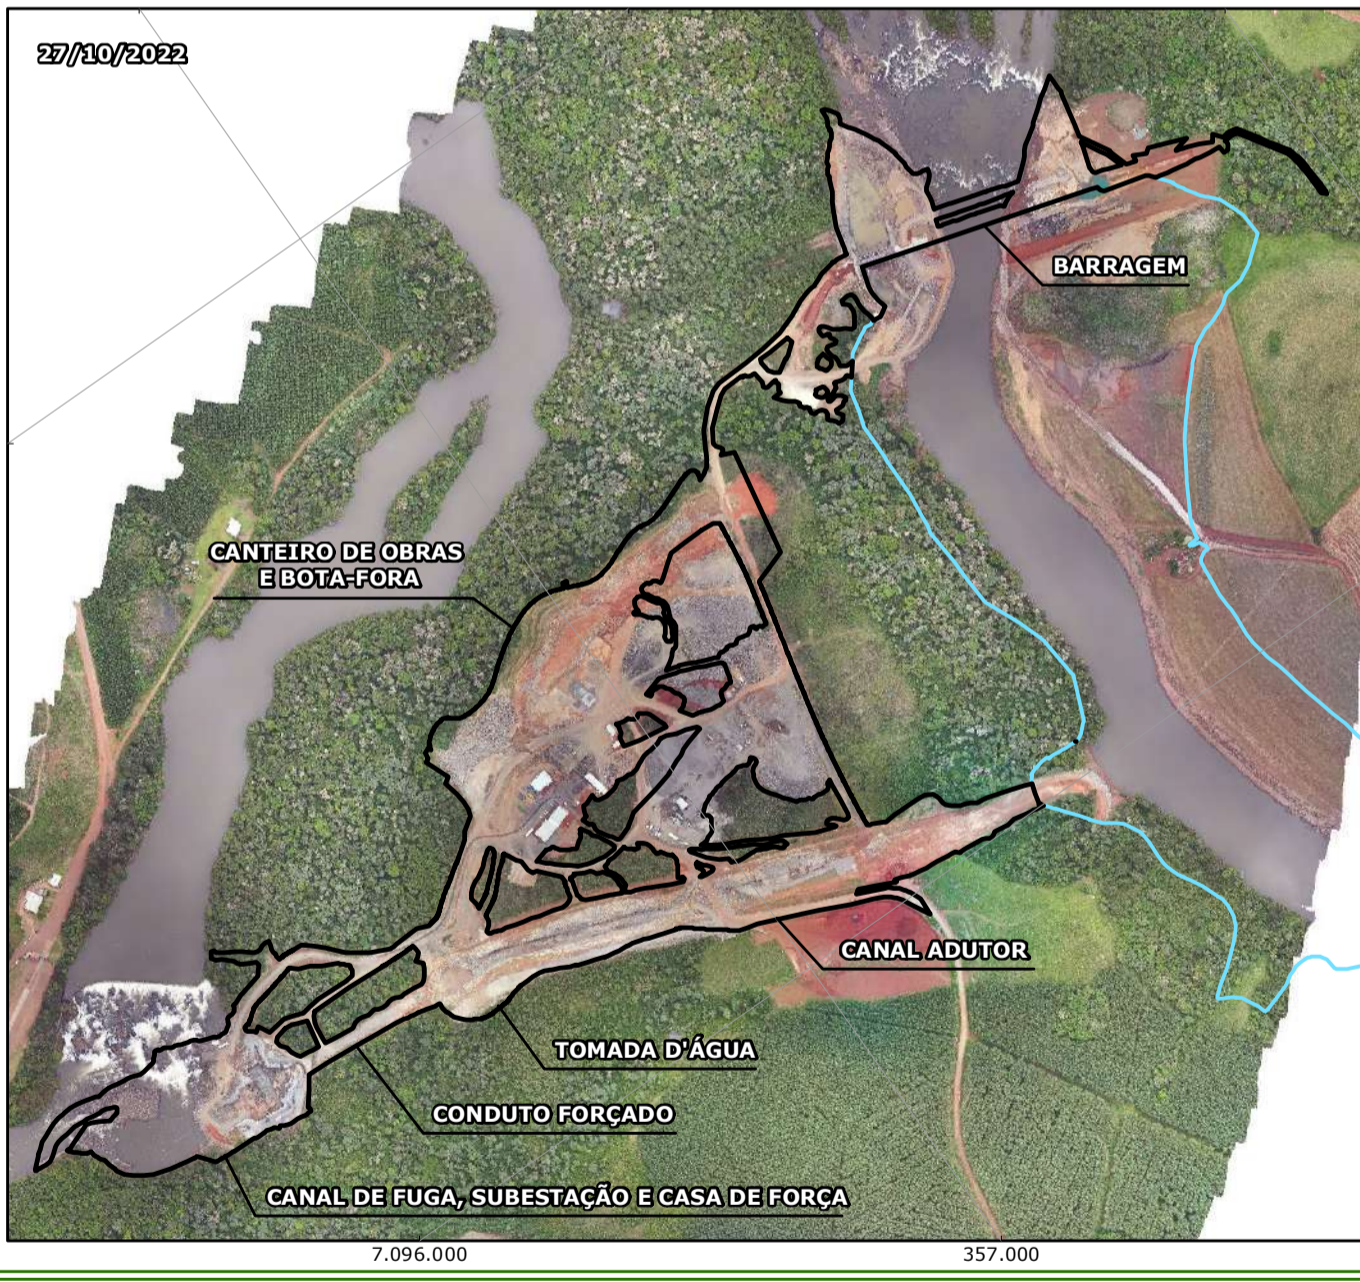 27/10/2022
BARRAGEM
CANTEIRO DE OBRAS
E BOTA-FORA
CANAL ADUTOR
TOMADA D'ÁGUA
CONDUTO FORÇADO
CANAL DE FUGA, SUBESTAÇÃO E CASA DE FORÇA
7.096.000
357.000